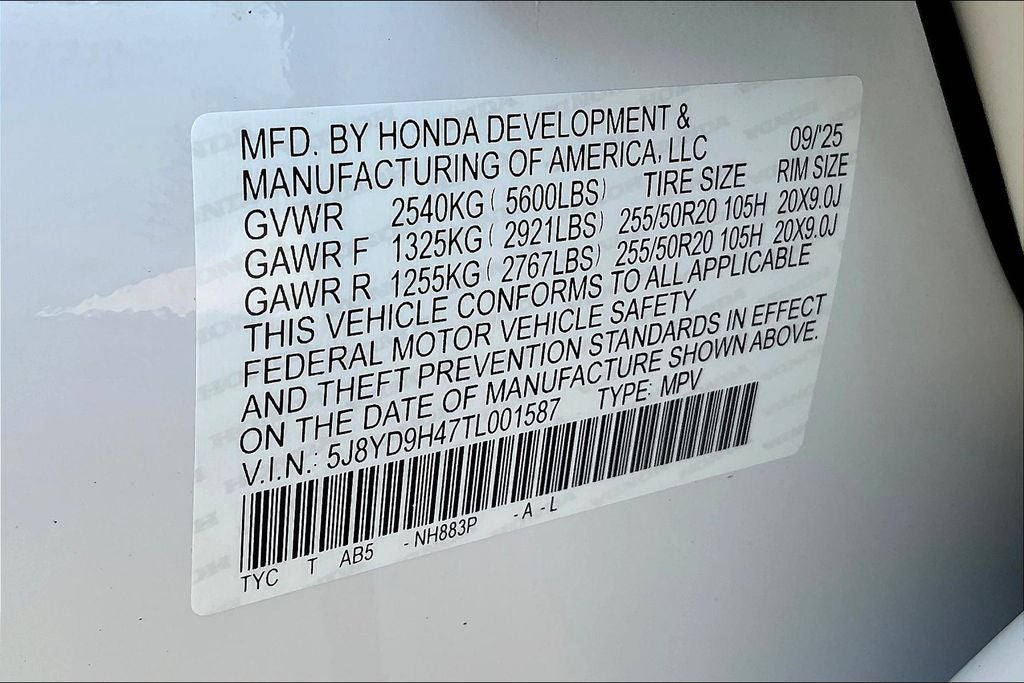 MFD. BY HONDA DEVELOPMENT &
MANUFACTURING OF AMERICA, LLC 09/'25
GVWR 2540KG ( 5600LBS) TIRE SIZE RIM SIZE
GAWR F 1325KG ( 2921LBS) 255/50R20 105H 20X9.0J
GAWR R 1255KG ( 2767LBS) 255/50R20 105H 20X9.0J
THIS VEHICLE CONFORMS TO ALL APPLICABLE
FEDERAL MOTOR VEHICLE SAFETY
AND THEFT PREVENTION STANDARDS IN EFFECT
ON THE DATE OF MANUFACTURE SHOWN ABOVE.
V.I.N.: 5J8YD9H47TL001587 TYPE: MPV
TYC T AB5 - NH883P - A - L